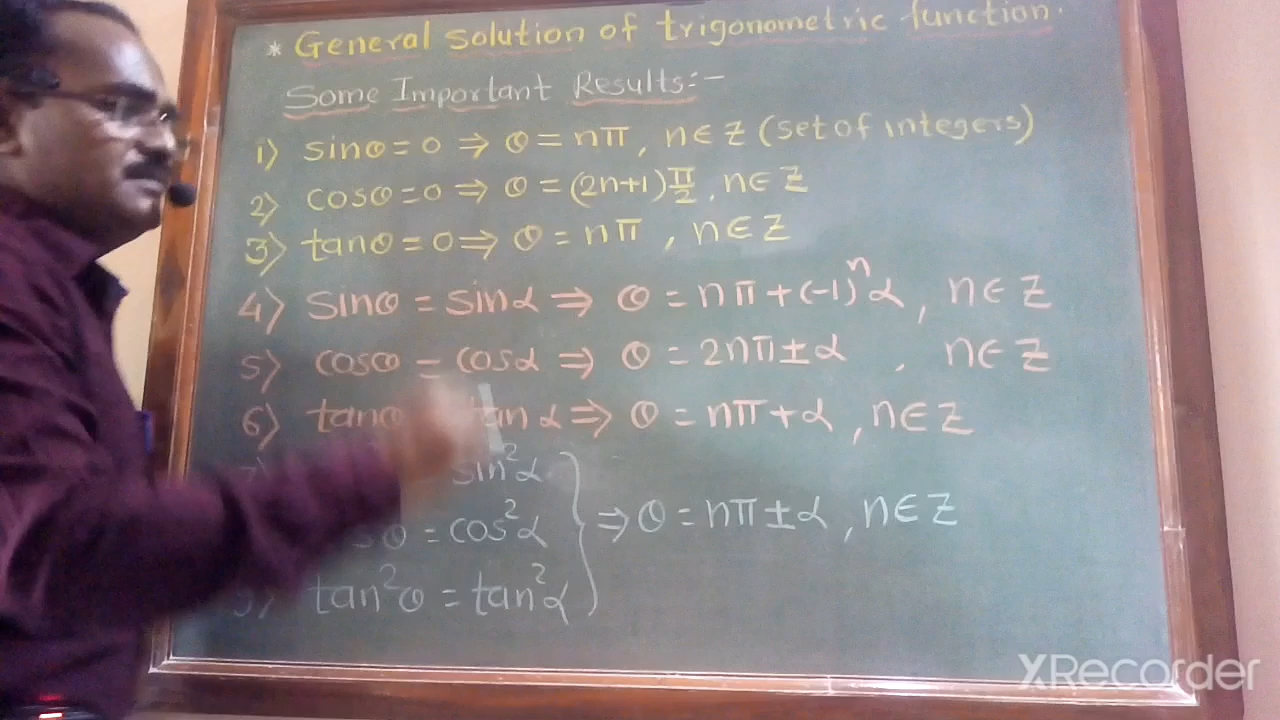 * General solution of trigonometric function.
Some Important Results:-
1) sinθ = 0 ⇒ θ = nπ, n∈Z (set of integers)
2) cosθ = 0 ⇒ θ = (2n+1)π/2, n∈Z
3) tanθ = 0 ⇒ θ = nπ, n∈Z
4) sinθ = sinα ⇒ θ = nπ + (-1)ⁿα, n∈Z
5) cosθ = cosα ⇒ θ = 2nπ ± α, n∈Z
6) tanθ tan α ⇒ θ = nπ + α, n∈Z
sin²α
θ = cos²α } ⇒ θ = nπ ± α, n∈Z
tan²θ = tan²α
XRecorder